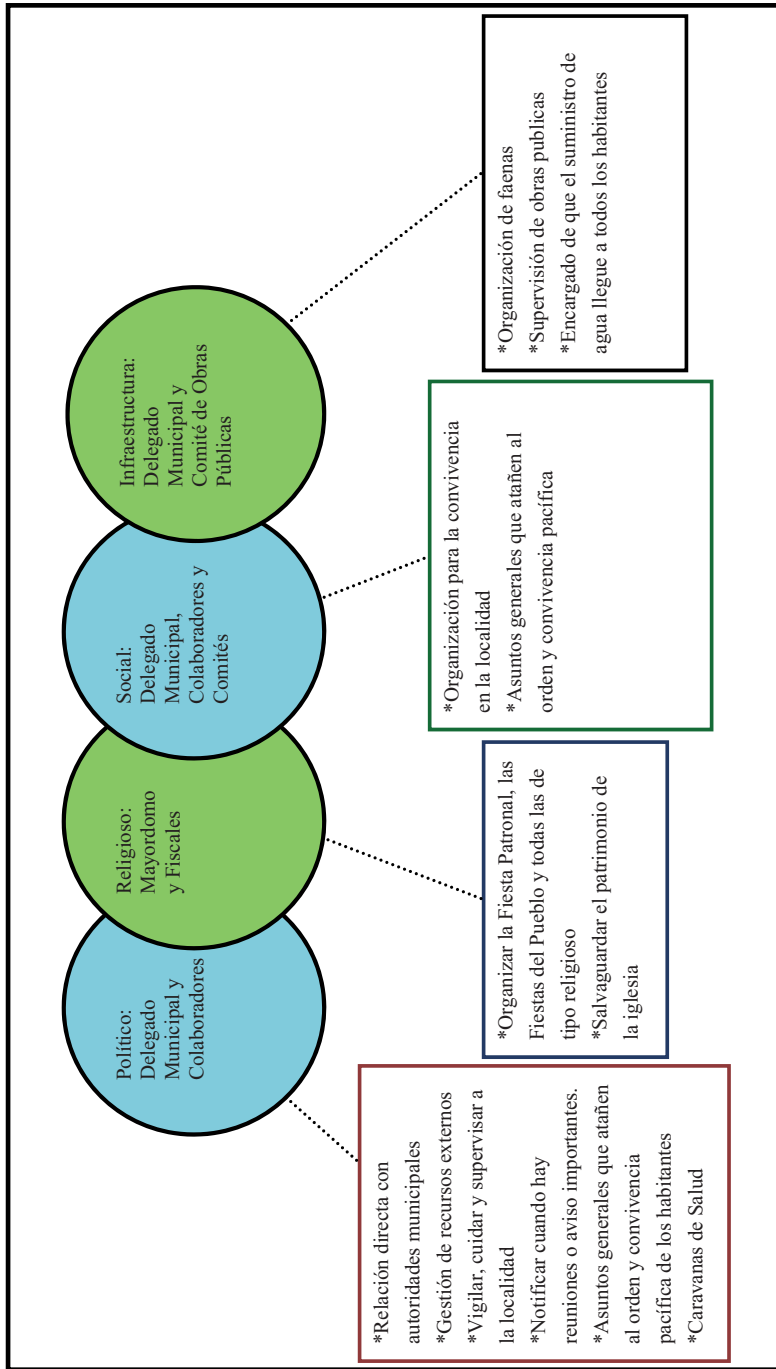 Político:
Delegado
Municipal y
Colaboradores
Religioso:
Mayordomo
y Fiscales
Social:
Delegado
Municipal,
Colaboradores y
Comités
Infraestructura:
Delegado
Municipal y
Comité de Obras
Públicas
*Relación directa con
autoridades municipales
*Gestión de recursos externos
*Vigilar, cuidar y supervisar a
la localidad
*Notificar cuando hay
reuniones o aviso importantes.
*Asuntos generales que atañen
al orden y convivencia
pacífica de los habitantes
*Caravanas de Salud
*Organizar la Fiesta Patronal, las
Fiestas del Pueblo y todas las de
tipo religioso
*Salvaguardar el patrimonio de
la iglesia
*Organización para la convivencia
en la localidad
*Asuntos generales que atañen al
orden y convivencia pacífica
*Organización de faenas
*Supervisión de obras publicas
*Encargado de que el suministro de
agua llegue a todos los habitantes